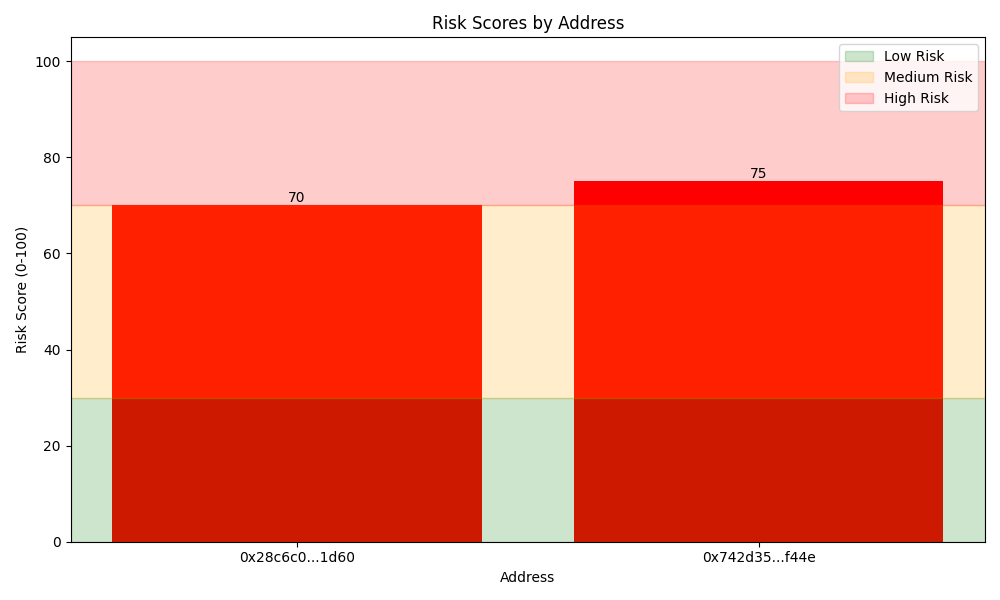 Risk Scores by Address
Low Risk
Medium Risk
High Risk
Risk Score (0-100)
100
80
60
40
20
0
70
75
0x28c6c0...1d60
0x742d35...f44e
Address